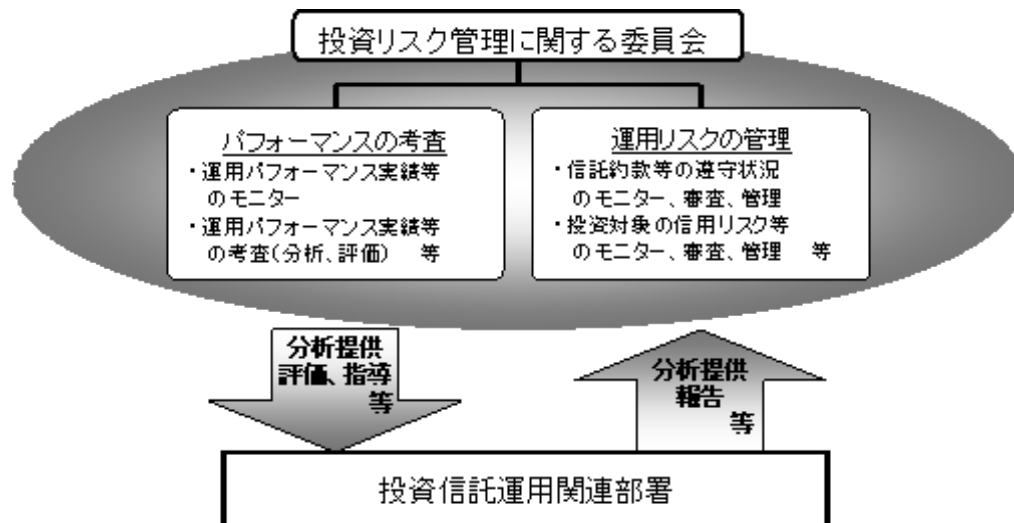 投資リスク管理に関する委員会
パフォーマンスの考査
・運用パフォーマンス実績等
のモニター
・運用パフォーマンス実績等
の考査(分析、評価) 等
運用リスクの管理
・信託約款等の遵守状況
のモニター、審査、管理
・投資対象の信用リスク等
のモニター、審査、管理 等
分析提供
評価、指導
等
分析提供
報告
等
投資信託運用関連部署